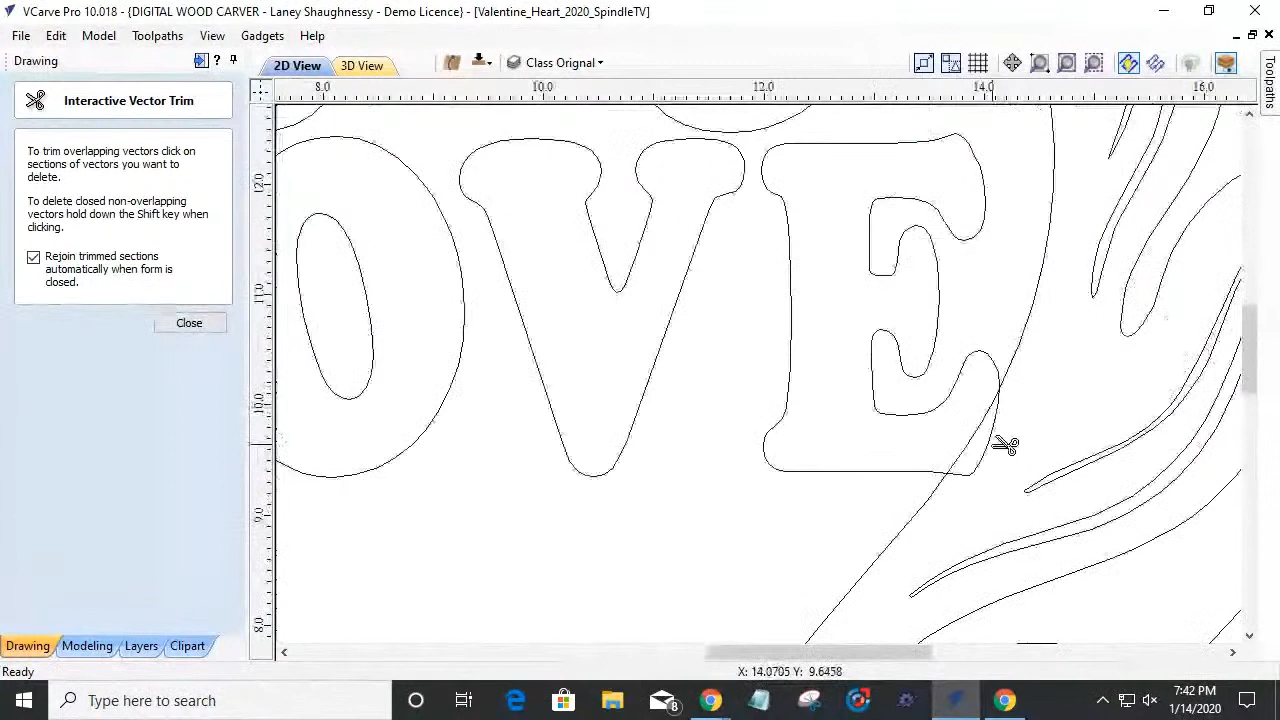 VCarve Pro 10.018 - {DIGITAL WOOD CARVER - Laney Shaughnessy - Demo Licence} - [Valentine_Heart_2020_SpindleTV]
File Edit Model Toolpaths View Gadgets Help
Drawing ?
2D View 3D View Class Original
Interactive Vector Trim
To trim overlapping vectors click on
sections of vectors you want to
delete.
To delete closed non-overlapping
vectors hold down the Shift key when
clicking.
Rejoin trimmed sections
automatically when form is
closed.
Close
8.0 10.0 12.0 14.0 16.0
12.0
11.0
10.0
9.0
8.0
OVE
Toolpaths
Drawing Modeling Layers Clipart
Ready X: 14.0705 Y: 9.6458
Type here to search
8
7:42 PM
1/14/2020